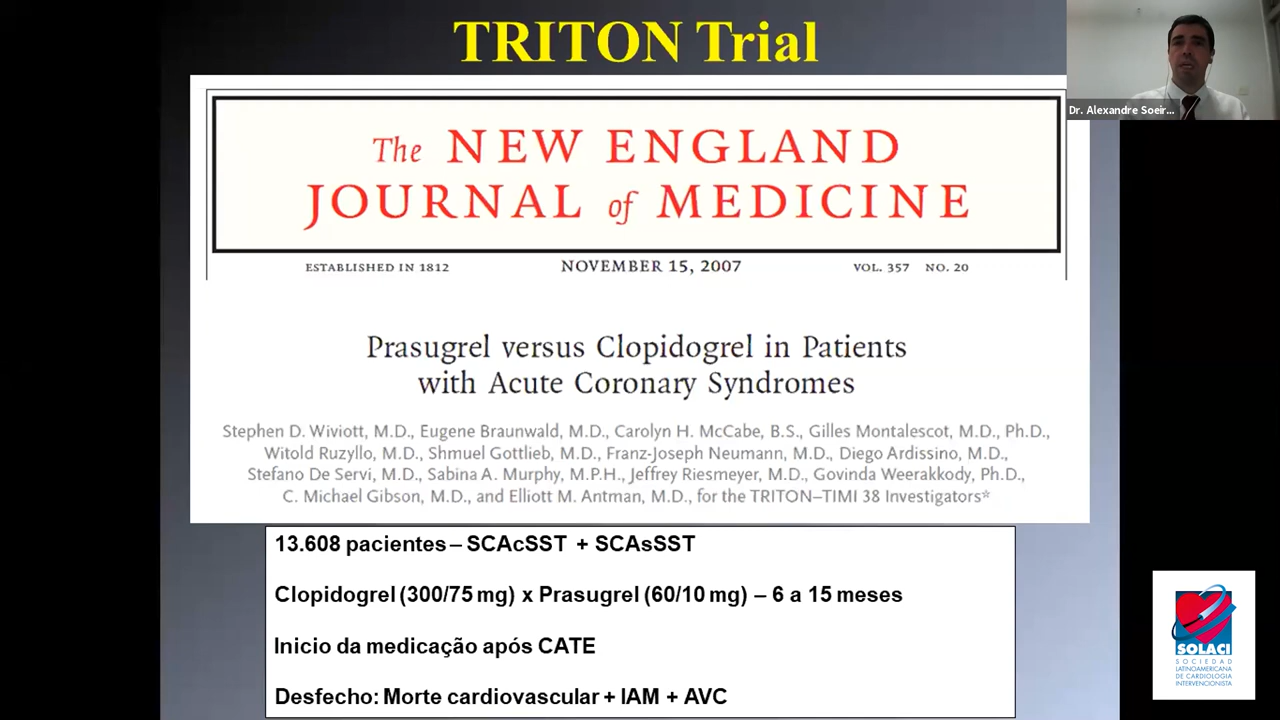 TRITON Trial
Dr. Alexandre Soeir...
The NEW ENGLAND
JOURNAL of MEDICINE
ESTABLISHED IN 1812 NOVEMBER 15, 2007 VOL. 357 NO. 20
Prasugrel versus Clopidogrel in Patients
with Acute Coronary Syndromes
Stephen D. Wiviott, M.D., Eugene Braunwald, M.D., Carolyn H. McCabe, B.S., Gilles Montalescot, M.D., Ph.D.,
Witold Ruzyllo, M.D., Shmuel Gottlieb, M.D., Franz-Joseph Neumann, M.D., Diego Ardissino, M.D.,
Stefano De Servi, M.D., Sabina A. Murphy, M.P.H., Jeffrey Riesmeyer, M.D., Govinda Weerakkody, Ph.D.,
C. Michael Gibson, M.D., and Elliott M. Antman, M.D., for the TRITON–TIMI 38 Investigators*
13.608 pacientes – SCAcSST + SCAsSST
Clopidogrel (300/75 mg) x Prasugrel (60/10 mg) – 6 a 15 meses
Inicio da medicação após CATE
Desfecho: Morte cardiovascular + IAM + AVC
SOLACI
SOCIEDAD
LATINOAMERICANA
DE CARDIOLOGIA
INTERVENCIONISTA